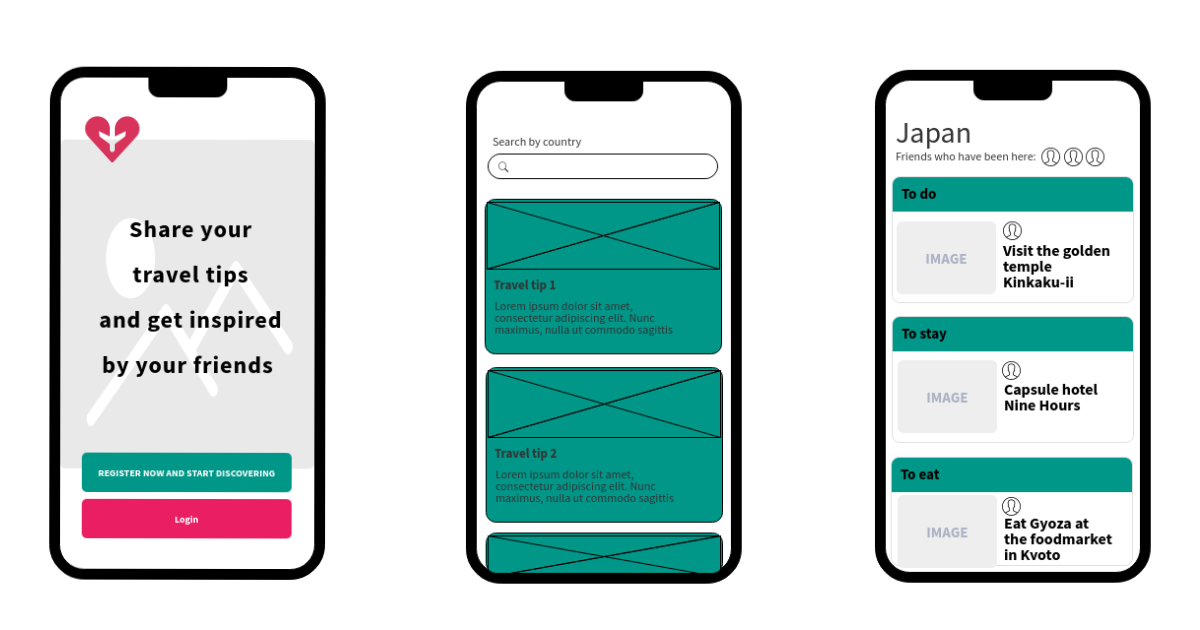 Share your
travel tips
and get inspired
by your friends
REGISTER NOW AND START DISCOVERING
Login
Search by country
Travel tip 1
Lorem ipsum dolor sit amet,
consectetur adipiscing elit. Nunc
maximus, nulla ut commodo sagittis
Travel tip 2
Lorem ipsum dolor sit amet,
consectetur adipiscing elit. Nunc
maximus, nulla ut commodo sagittis
Japan
Friends who have been here:
To do
IMAGE
Visit the golden
temple
Kinkaku-ii
To stay
IMAGE
Capsule hotel
Nine Hours
To eat
IMAGE
Eat Gyoza at
the foodmarket
in Kvoto